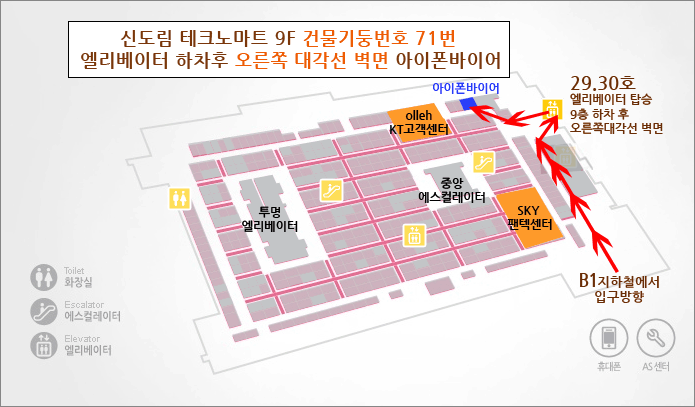 신도림 테크노마트 9F 건물기둥번호 71번
엘리베이터 하차후 오른쪽 대각선 벽면 아이폰바이어
아이폰바이어
29,30호
엘리베이터 탑승
9층 하차 후
오른쪽대각선 벽면
olleh
KT고객센터
중앙
에스컬레이터
투명
엘리베이터
SKY
팬텍센터
B1지하철에서
입구방향
Toilet
화장실
Escalator
에스컬레이터
Elevator
엘리베이터
휴대폰
AS센터